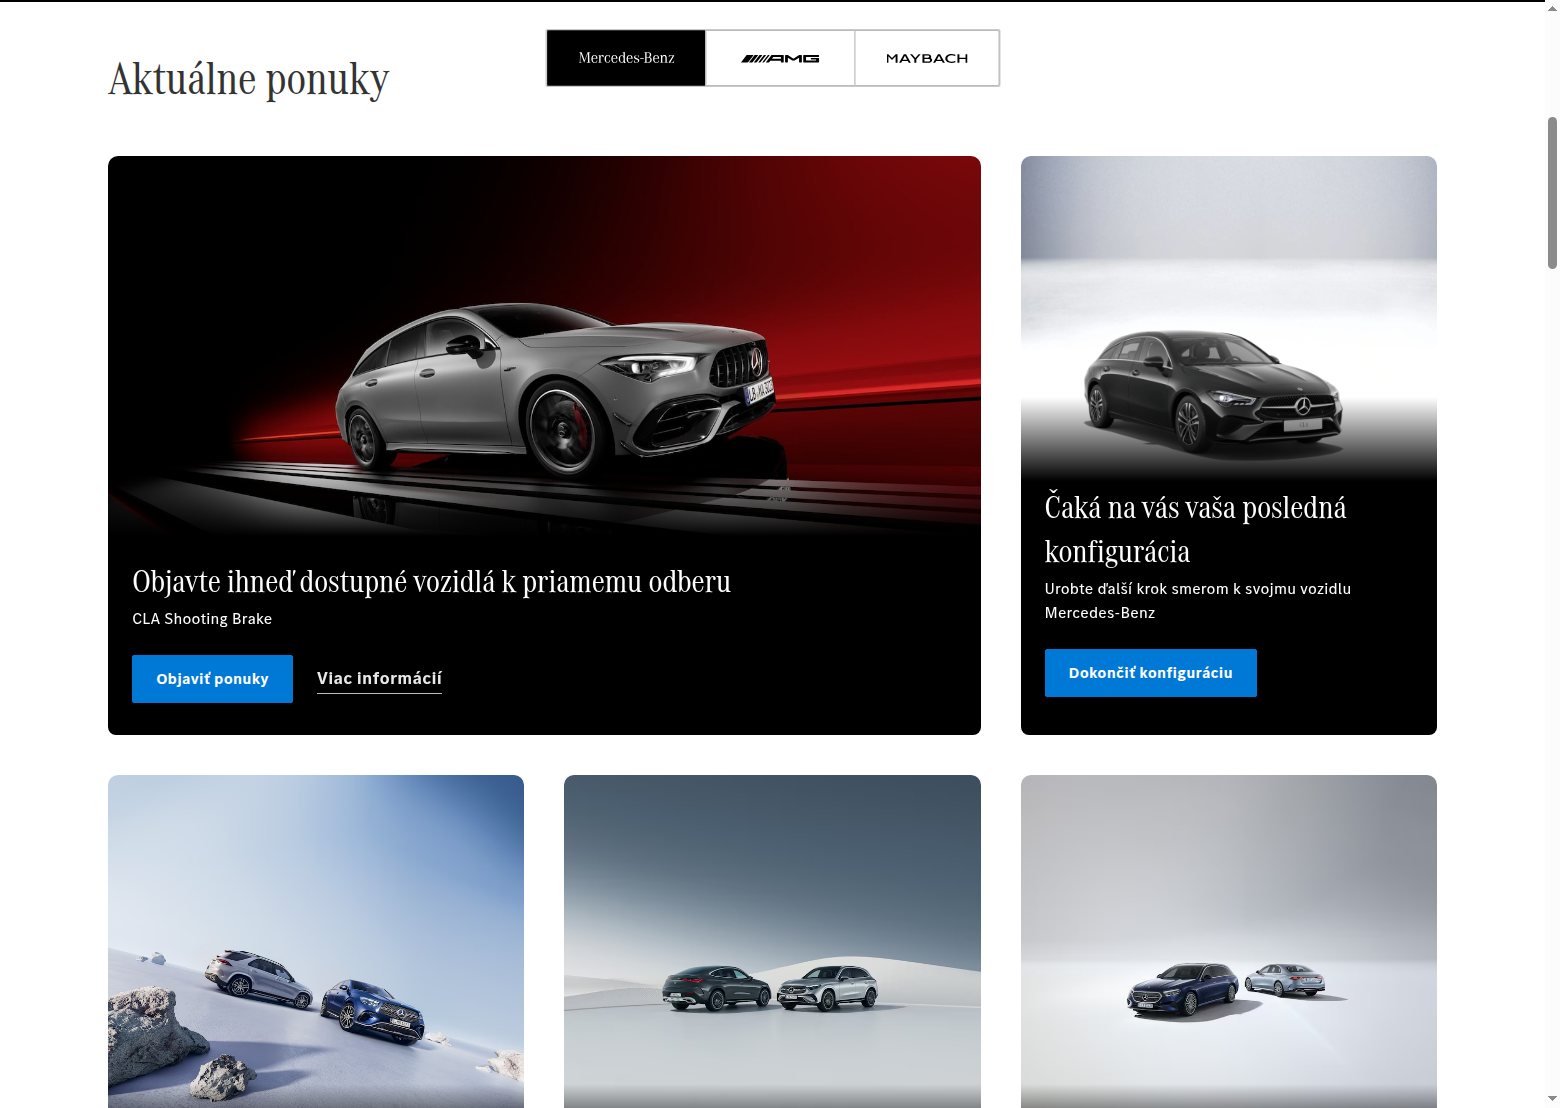 Aktuálne ponuky
Mercedes-Benz
AMG
MAYBACH
Objavte ihneď dostupné vozidlá k priamemu odberu
CLA Shooting Brake
Objaviť ponuky
Viac informácií
Čaká na vás vaša posledná
konfigurácia
Urobte ďalší krok smerom k svojmu vozidlu
Mercedes-Benz
Dokončiť konfiguráciu